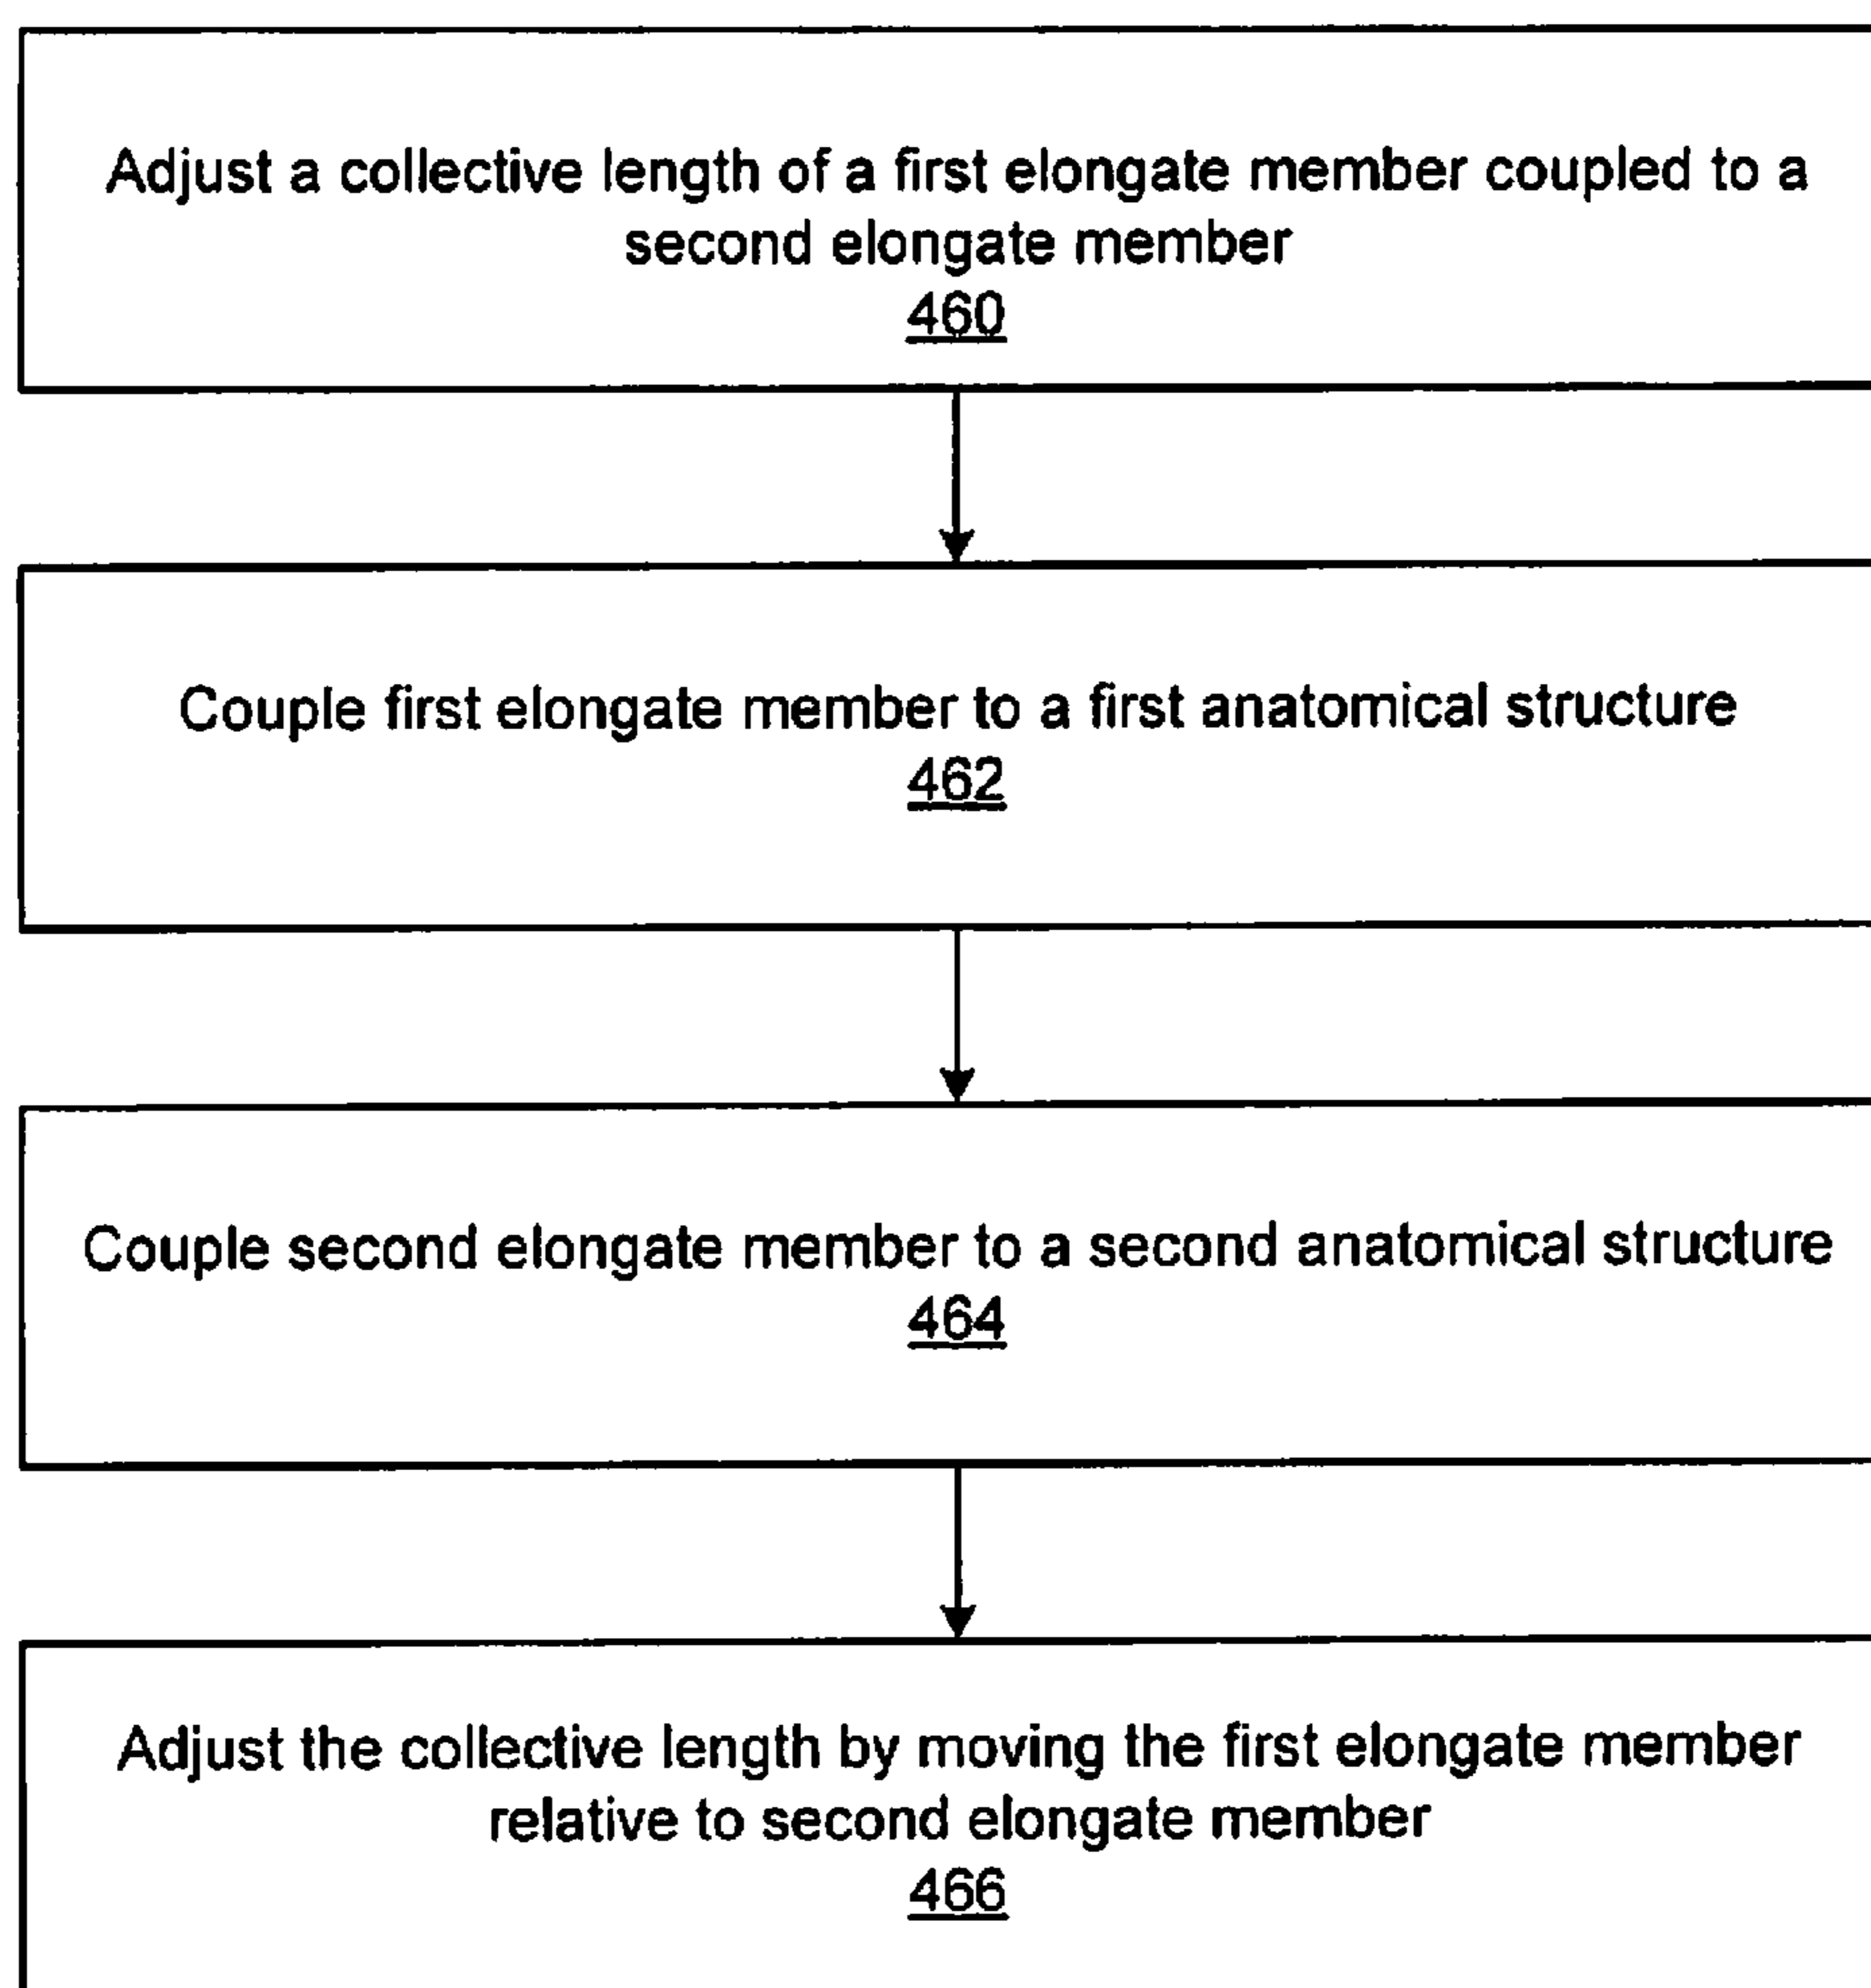 Adjust a collective length of a first elongate member coupled to a
second elongate member
460
Couple first elongate member to a first anatomical structure
462
Couple second elongate member to a second anatomical structure
464
Adjust the collective length by moving the first elongate member
relative to second elongate member
466